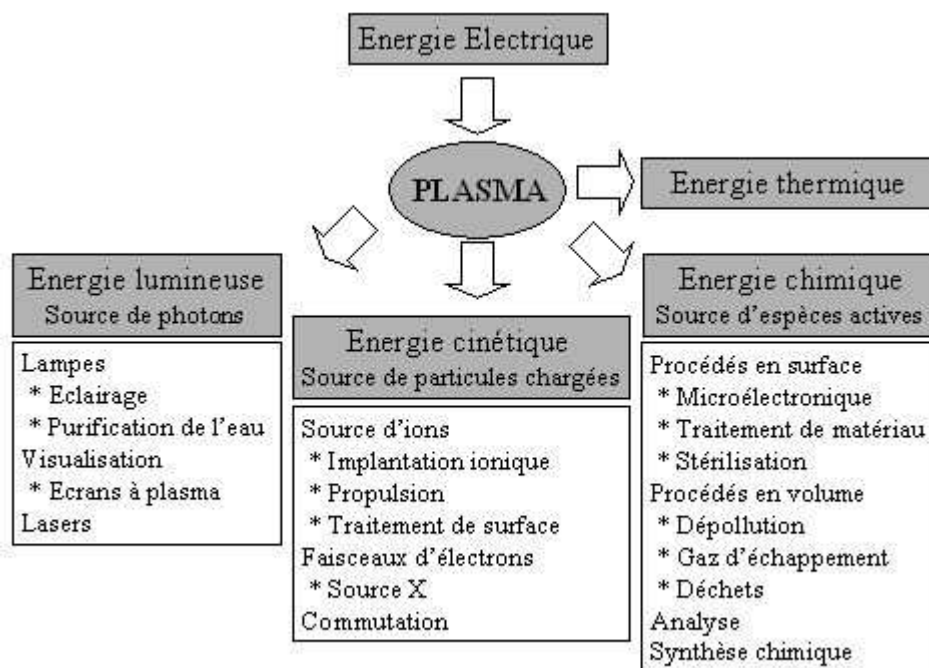 Energie Electrique
PLASMA
Energie thermique
Energie lumineuse
Source de photons
Lampes
* Eclairage
* Purification de l'eau
Visualisation
* Ecrans à plasma
Lasers
Energie cinétique
Source de particules chargées
Source d'ions
* Implantation ionique
* Propulsion
* Traitement de surface
Faisceaux d'électrons
* Source X
Commutation
Energie chimique
Source d'espèces actives
Procédés en surface
* Microélectronique
* Traitement de matériau
* Stérilisation
Procédés en volume
* Dépollution
* Gaz d'échappement
* Déchets
Analyse
Synthèse chimique